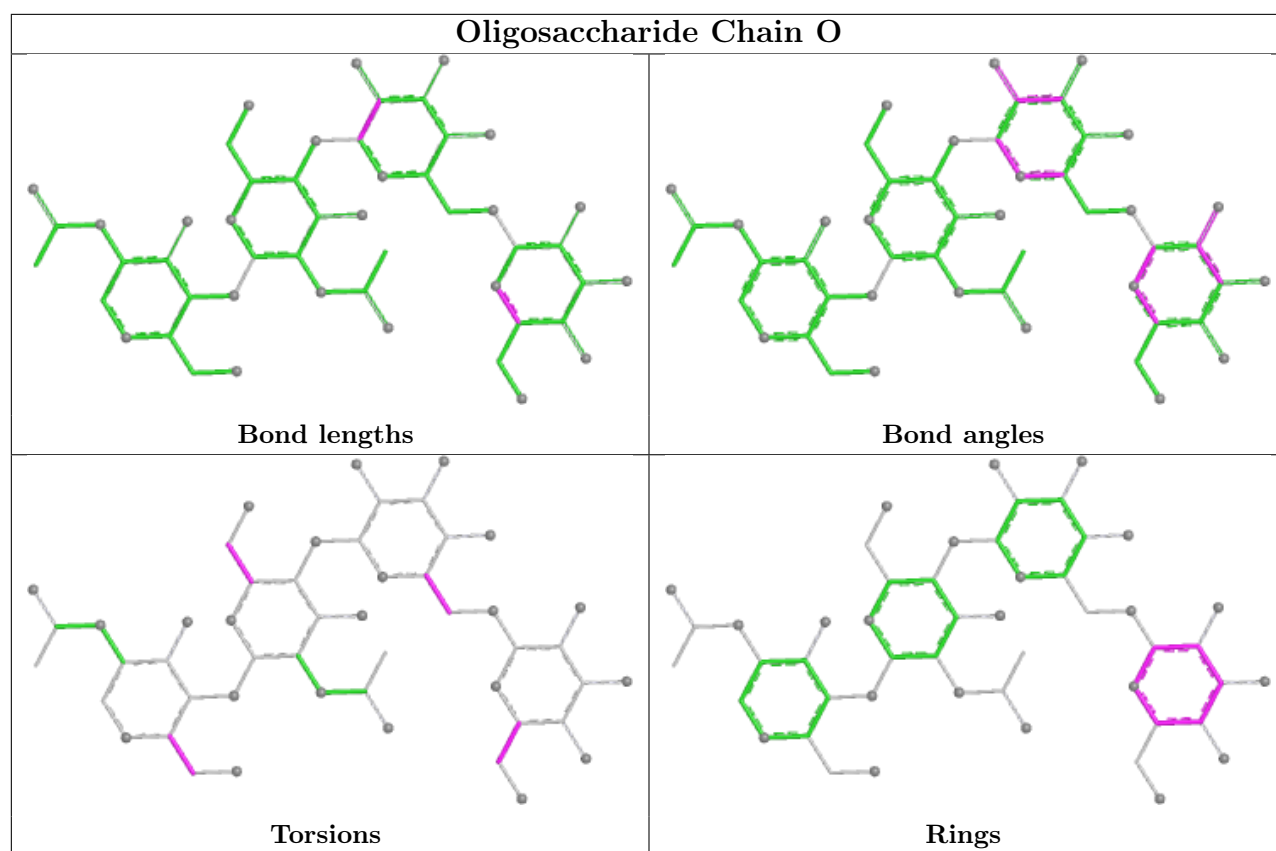 Oligosaccharide Chain O
Bond lengths
Bond angles
Torsions
Rings